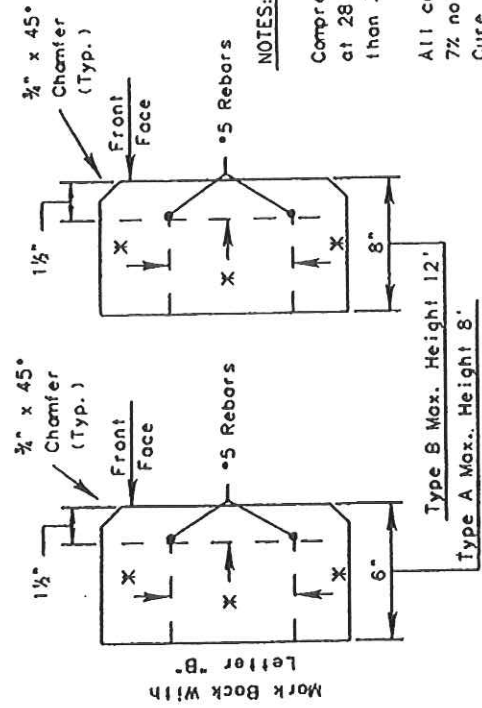 Mark Back With
Letter "B"
1½"
¾" x 45°
Chamfer
(Typ.)
Front
Face
#5 Rebars
6"
1½"
¾" x 45°
Chamfer
(Typ.)
Front
Face
#5 Rebars
8"
Type B Max. Height 12'
Type A Max.. Height 8'
NOTES:
Compre
at 28
than
All co
7% no
Cure